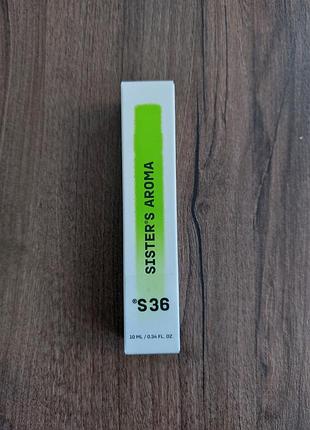 SISTER'S AROMA
®S36
10 ML / 0.34 FL. OZ.